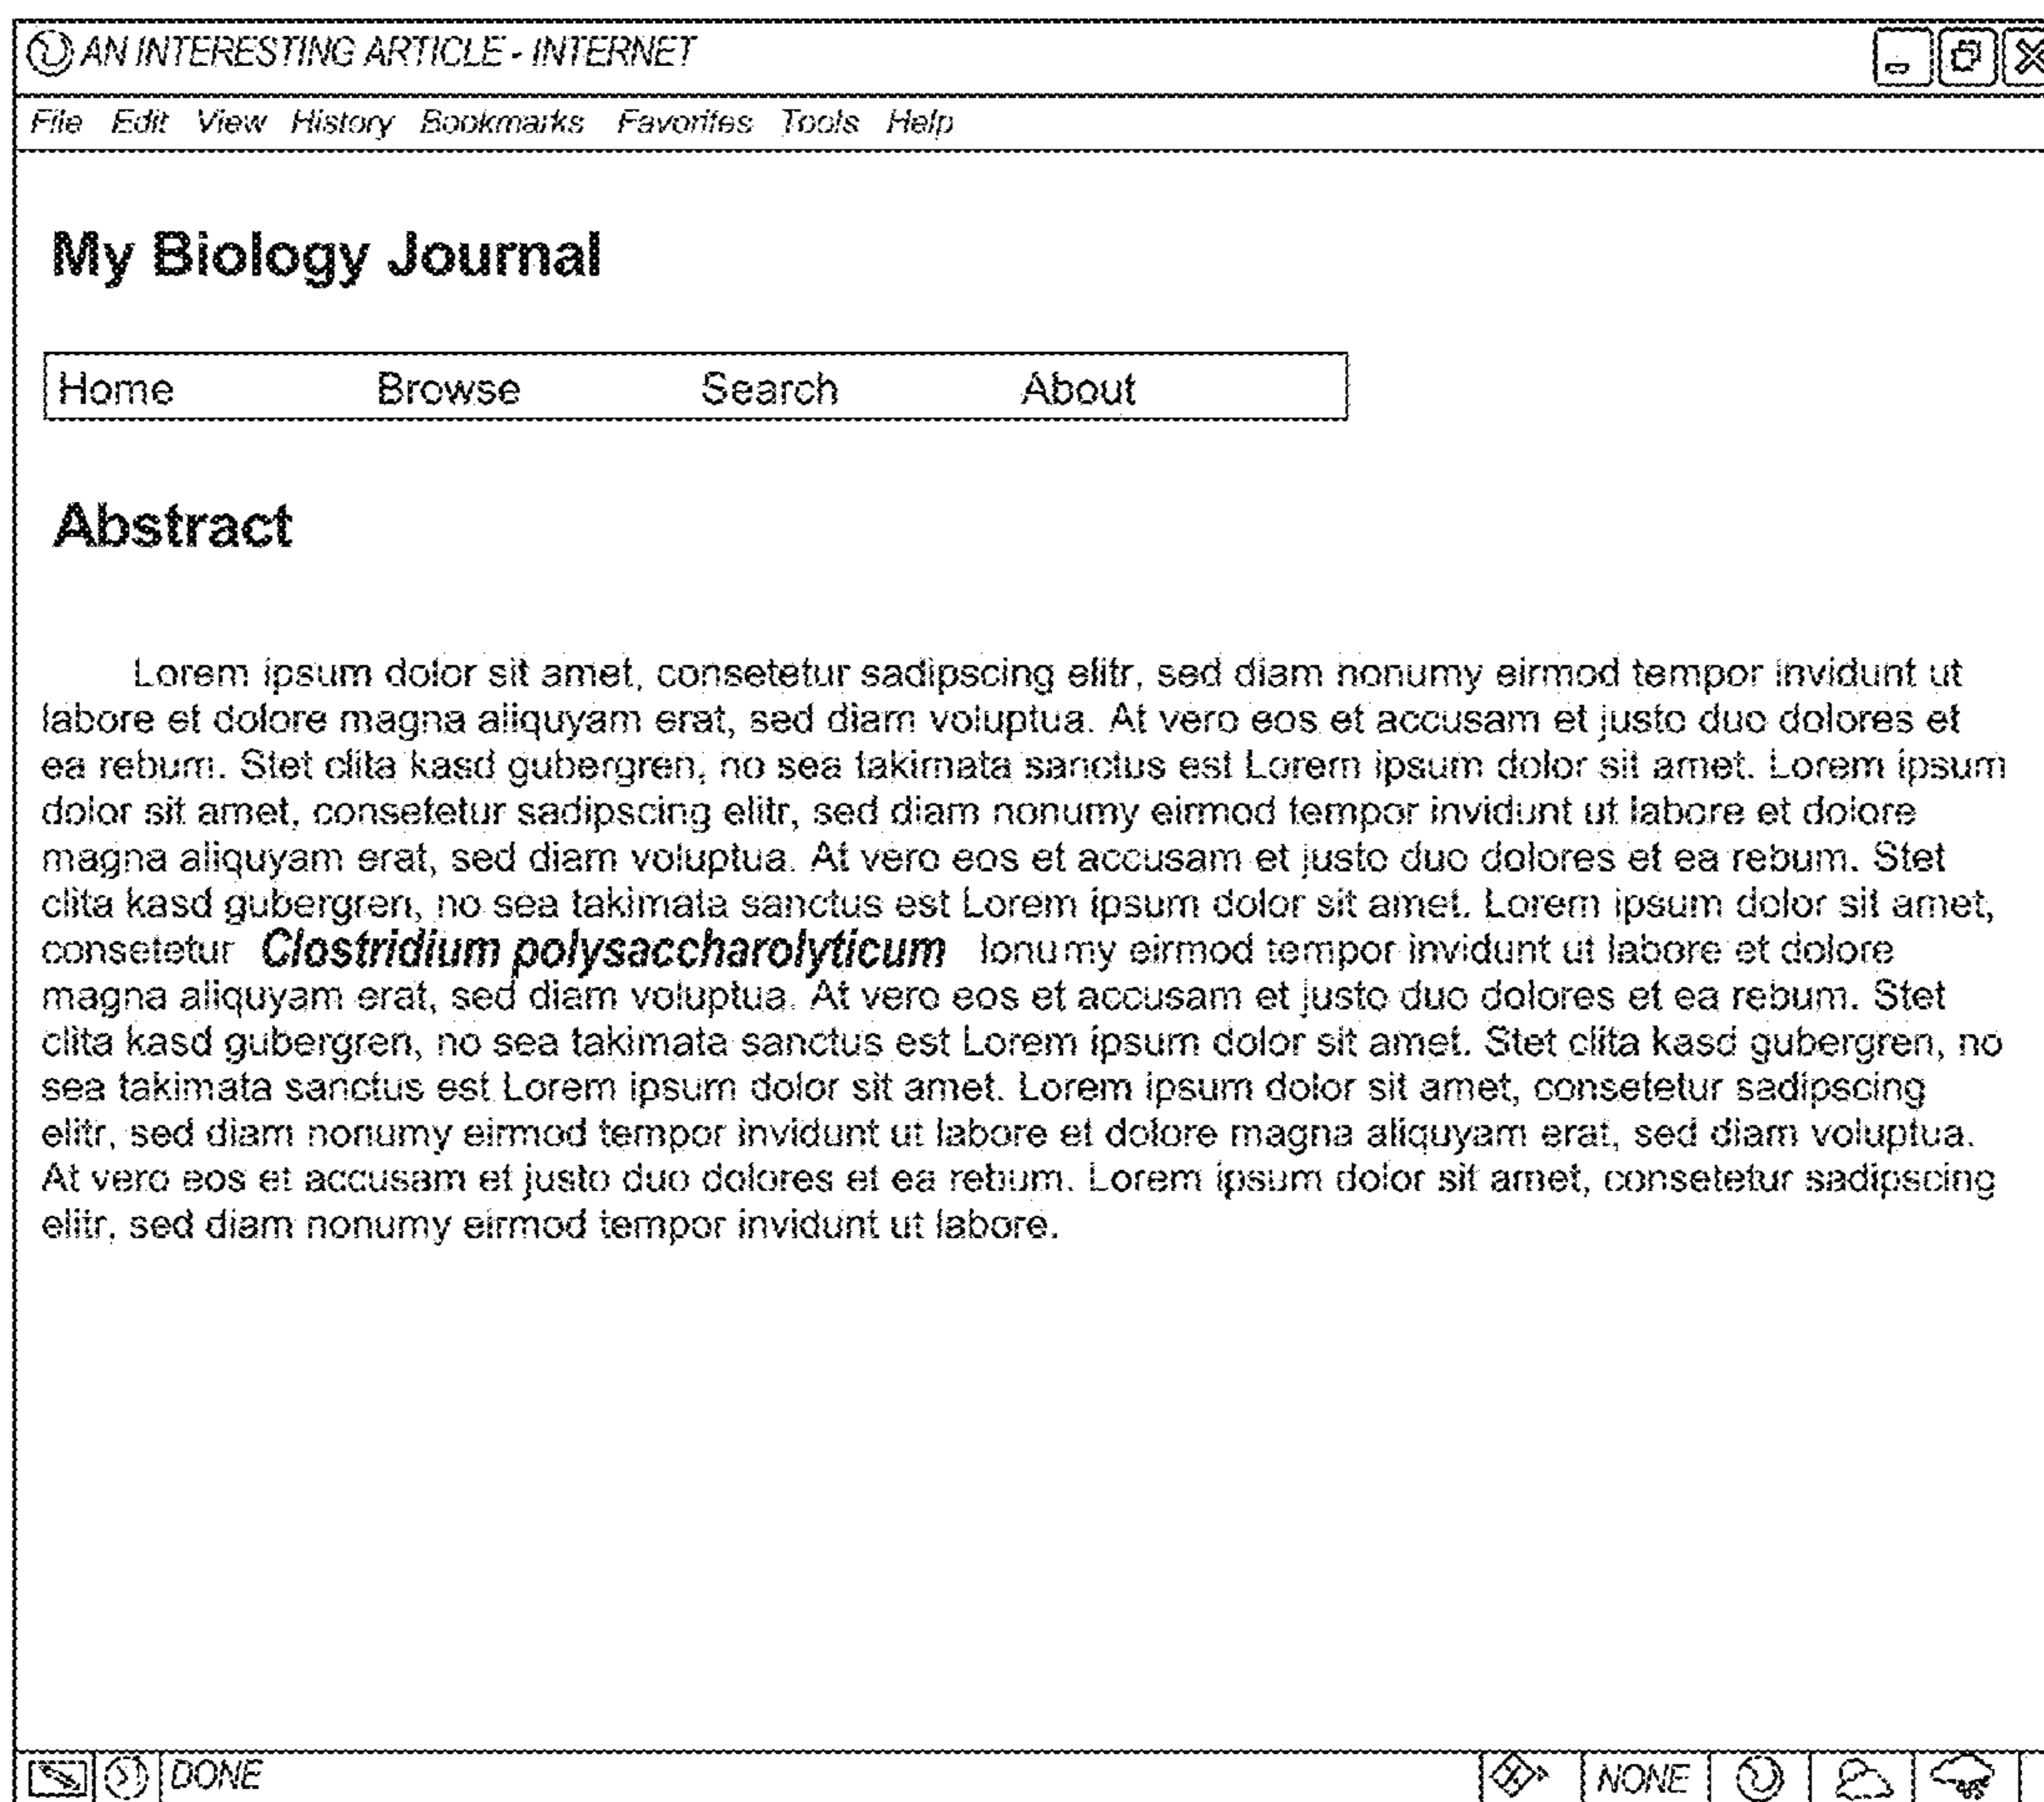 AN INTERESTING ARTICLE - INTERNET
File Edit View History Bookmarks Favorites Tools Help
My Biology Journal
Home Browse Search About
Abstract
Lorem ipsum dolor sit amet, consetetur sadipscing elitr, sed diam nonumy eirmod tempor invidunt ut
labore et dolore magna aliquyam erat, sed diam voluptua. At vero eos et accusam et justo duo dolores et
ea rebum. Stet clita kasd gubergren, no sea takimata sanctus est Lorem ipsum dolor sit amet. Lorem ipsum
dolor sit amet, consetetur sadipscing elitr, sed diam nonumy eirmod tempor invidunt ut labore et dolore
magna aliquyam erat, sed diam voluptua. At vero eos et accusam et justo duo dolores et ea rebum. Stet
clita kasd gubergren, no sea takimata sanctus est Lorem ipsum dolor sit amet. Lorem ipsum dolor sit amet,
consetetur Clostridium polysaccharolyticum lonumy eirmod tempor invidunt ut labore et dolore
magna aliquyam erat, sed diam voluptua. At vero eos et accusam et justo duo dolores et ea rebum. Stet
clita kasd gubergren, no sea takimata sanctus est Lorem ipsum dolor sit amet. Stet clita kasd gubergren, no
sea takimata sanctus est Lorem ipsum dolor sit amet. Lorem ipsum dolor sit amet, consetetur sadipscing
elitr, sed diam nonumy eirmod tempor invidunt ut labore et dolore magna aliquyam erat, sed diam voluptua.
At vero eos et accusam et justo duo dolores et ea rebum. Lorem ipsum dolor sit amet, consetetur sadipscing
elitr, sed diam nonumy eirmod tempor invidunt ut labore.
DONE NONE